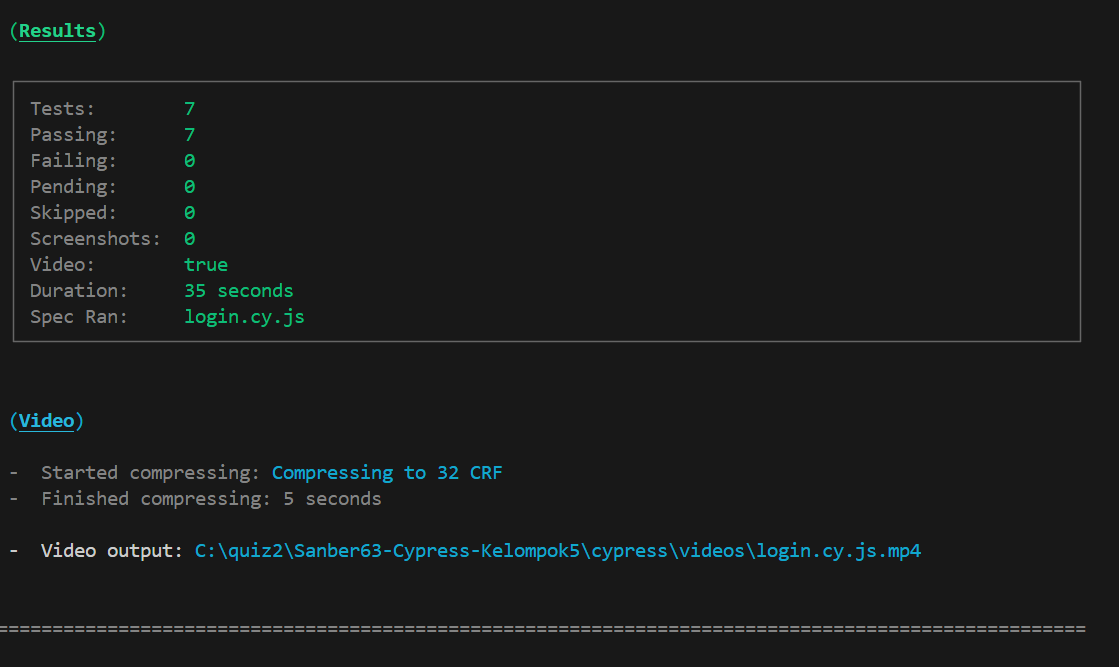 (Results)
Tests: 7
Passing: 7
Failing: 0
Pending: 0
Skipped: 0
Screenshots: 0
Video: true
Duration: 35 seconds
Spec Ran: login.cy.js
(Video)
- Started compressing: Compressing to 32 CRF
- Finished compressing: 5 seconds
- Video output: C:\quiz2\Sanber63-Cypress-Kelompok5\cypress\videos\login.cy.js.mp4
====================================================================================================